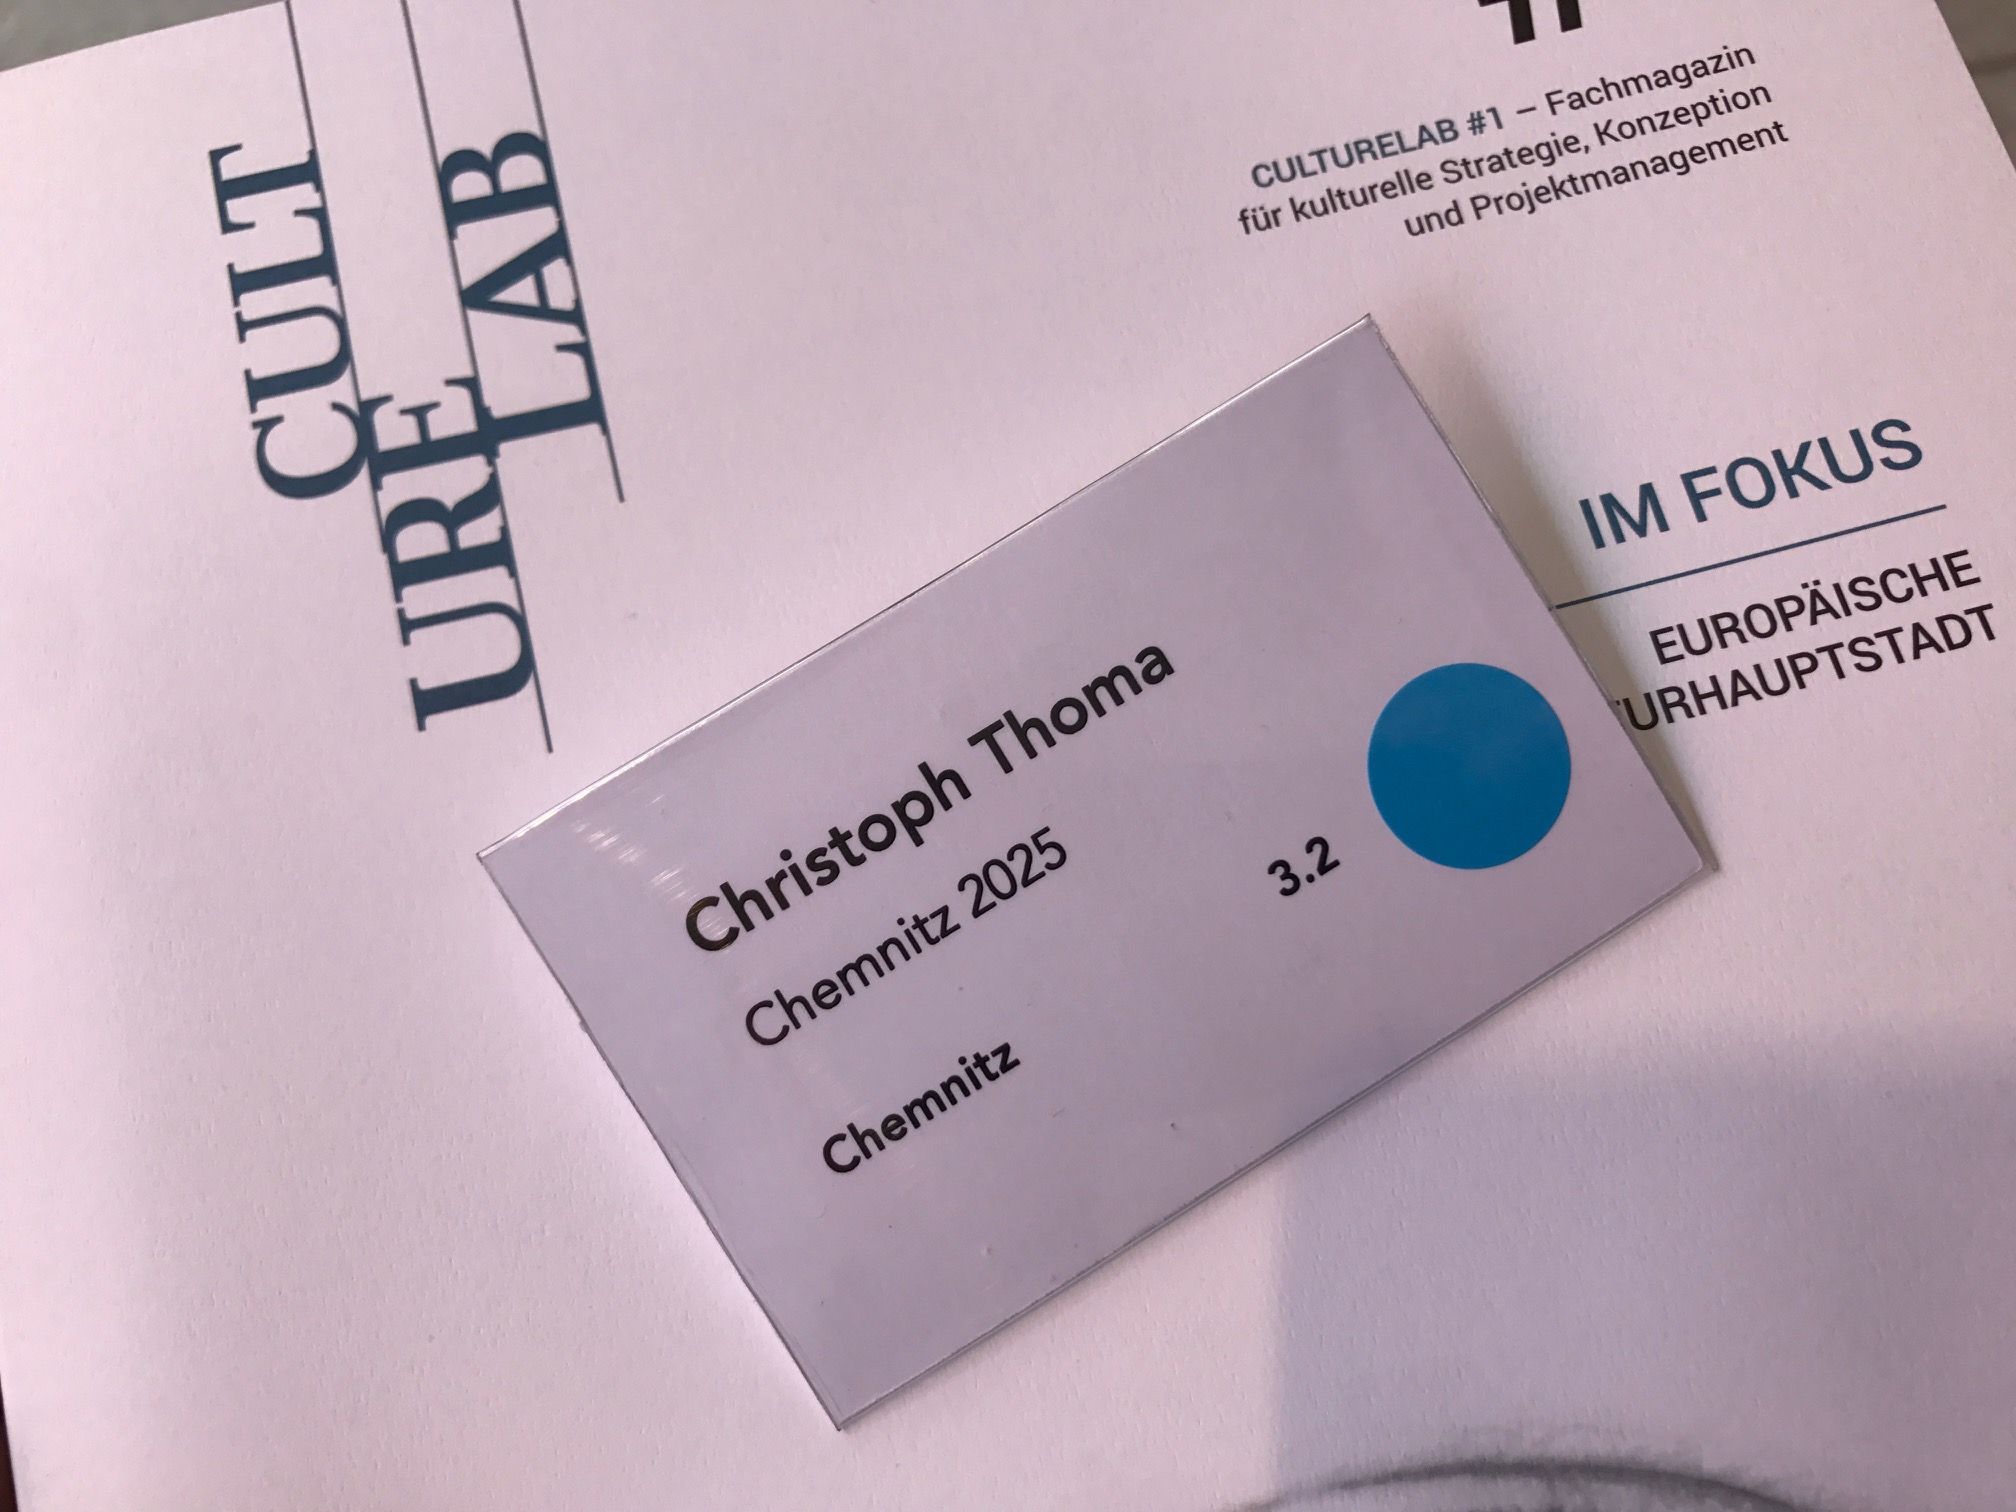 CULT
URE
LAB
CULTURELAB #1 – Fachmagazin
für kulturelle Strategie, Konzeption
und Projektmanagement
IM FOKUS
EUROPÄISCHE
TURHAUPTSTADT
Christoph Thoma
Chemnitz 2025
3.2
Chemnitz